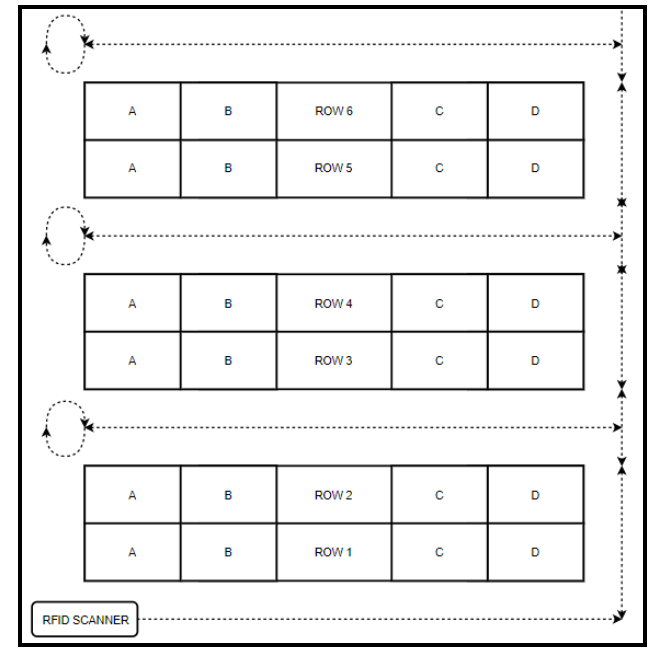 A B ROW 6 C D
A B ROW 5 C D
A B ROW 4 C D
A B ROW 3 C D
A B ROW 2 C D
A B ROW 1 C D
RFID SCANNER